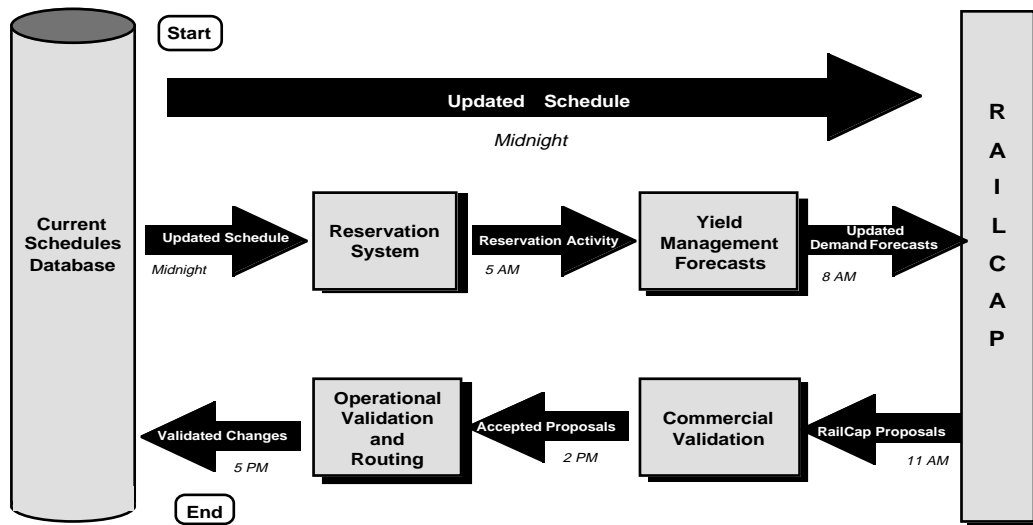 Start
Updated Schedule
Midnight
Current
Schedules
Database
Updated Schedule
Midnight
Reservation
System
Reservation Activity
5 AM
Yield
Management
Forecasts
Updated
Demand Forecasts
8 AM
R
A
I
L
C
A
P
RailCap Proposals
11 AM
Commercial
Validation
Accepted Proposals
2 PM
Operational
Validation
and
Routing
Validated Changes
5 PM
End